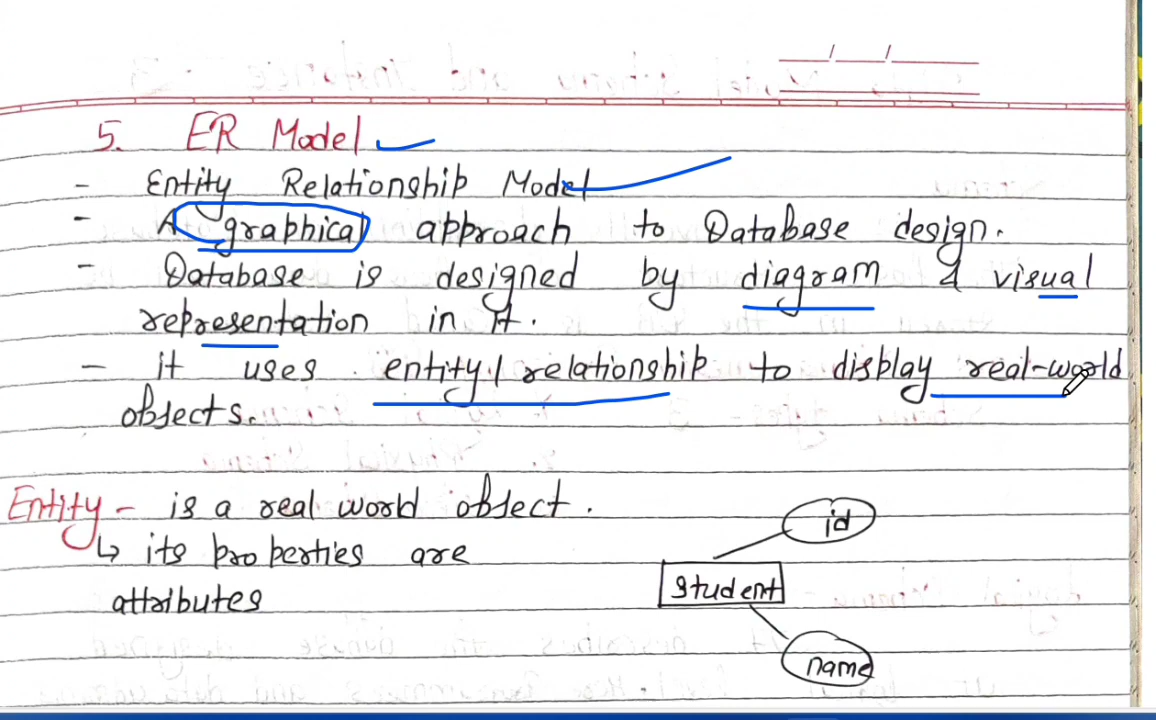 5. ER Model
- Entity Relationship Model
- A graphical approach to Database design.
- Database is designed by diagram & visual
representation in it.
- it uses entity/relationship to display real-world
objects.
Entity - is a real world object.
↳ its properties are
attributes
id
student
name